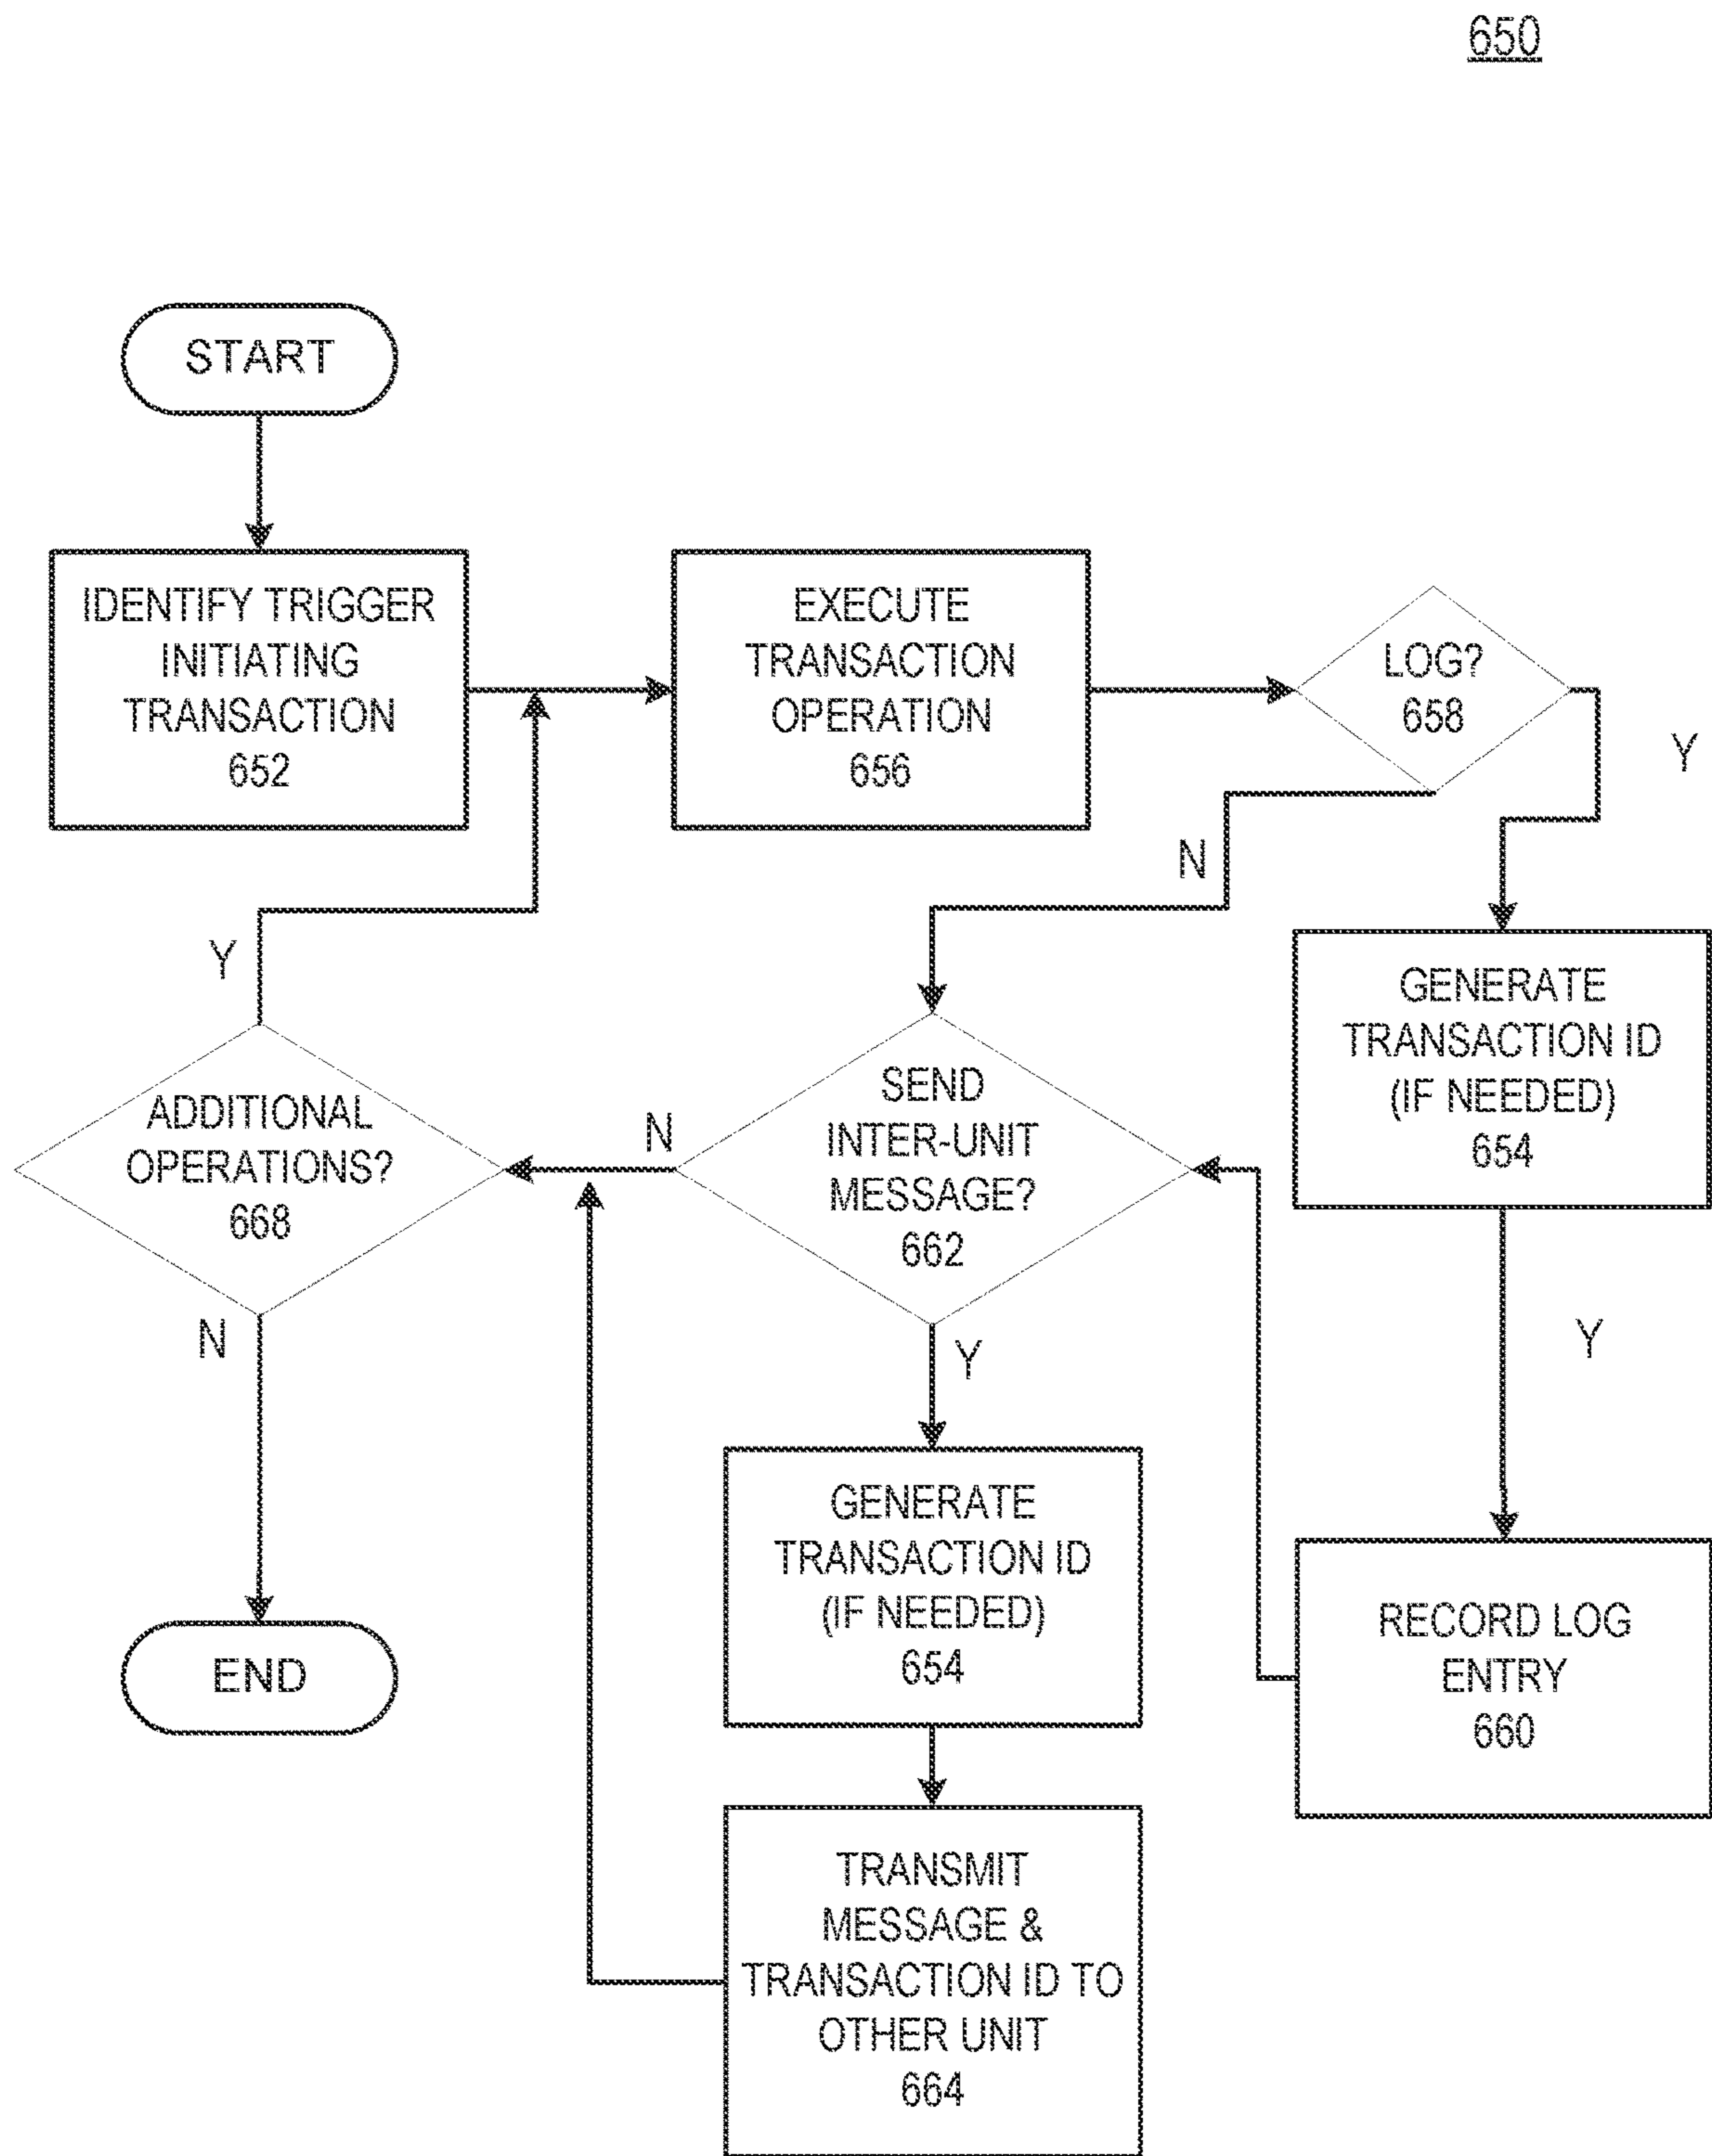 650
START
IDENTIFY TRIGGER
INITIATING
TRANSACTION
652
EXECUTE
TRANSACTION
OPERATION
656
LOG?
658
Y
N
GENERATE
TRANSACTION ID
(IF NEEDED)
654
Y
RECORD LOG
ENTRY
660
SEND
INTER-UNIT
MESSAGE?
662
N
Y
GENERATE
TRANSACTION ID
(IF NEEDED)
654
TRANSMIT
MESSAGE &
TRANSACTION ID TO
OTHER UNIT
664
ADDITIONAL
OPERATIONS?
668
Y
N
END